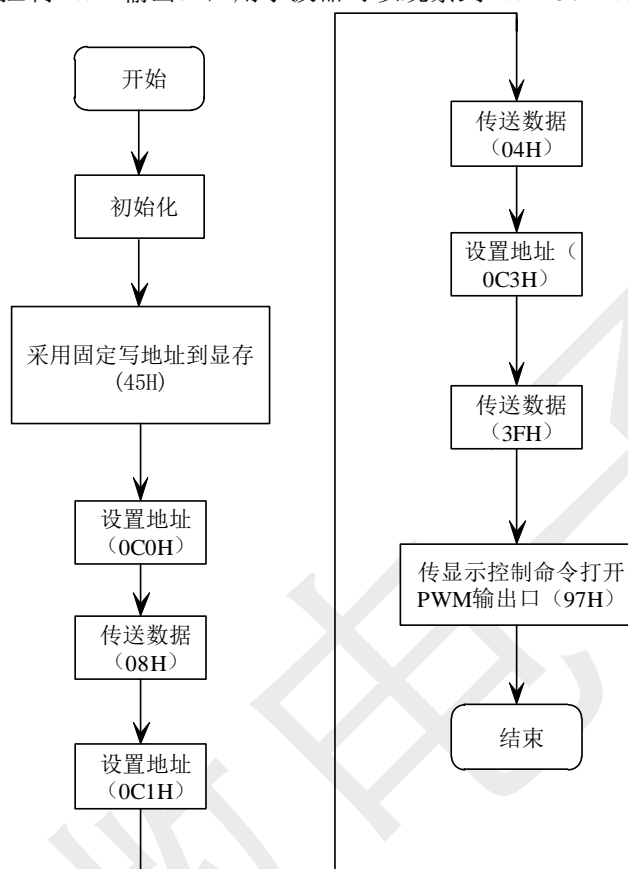 开始
初始化
采用固定写地址到显存
(45H)
设置地址
（0C0H）
传送数据
（08H）
设置地址
（0C1H）
传送数据
（04H）
设置地址（
0C3H）
传送数据
（3FH）
传显示控制命令打开
PWM输出口（97H）
结束